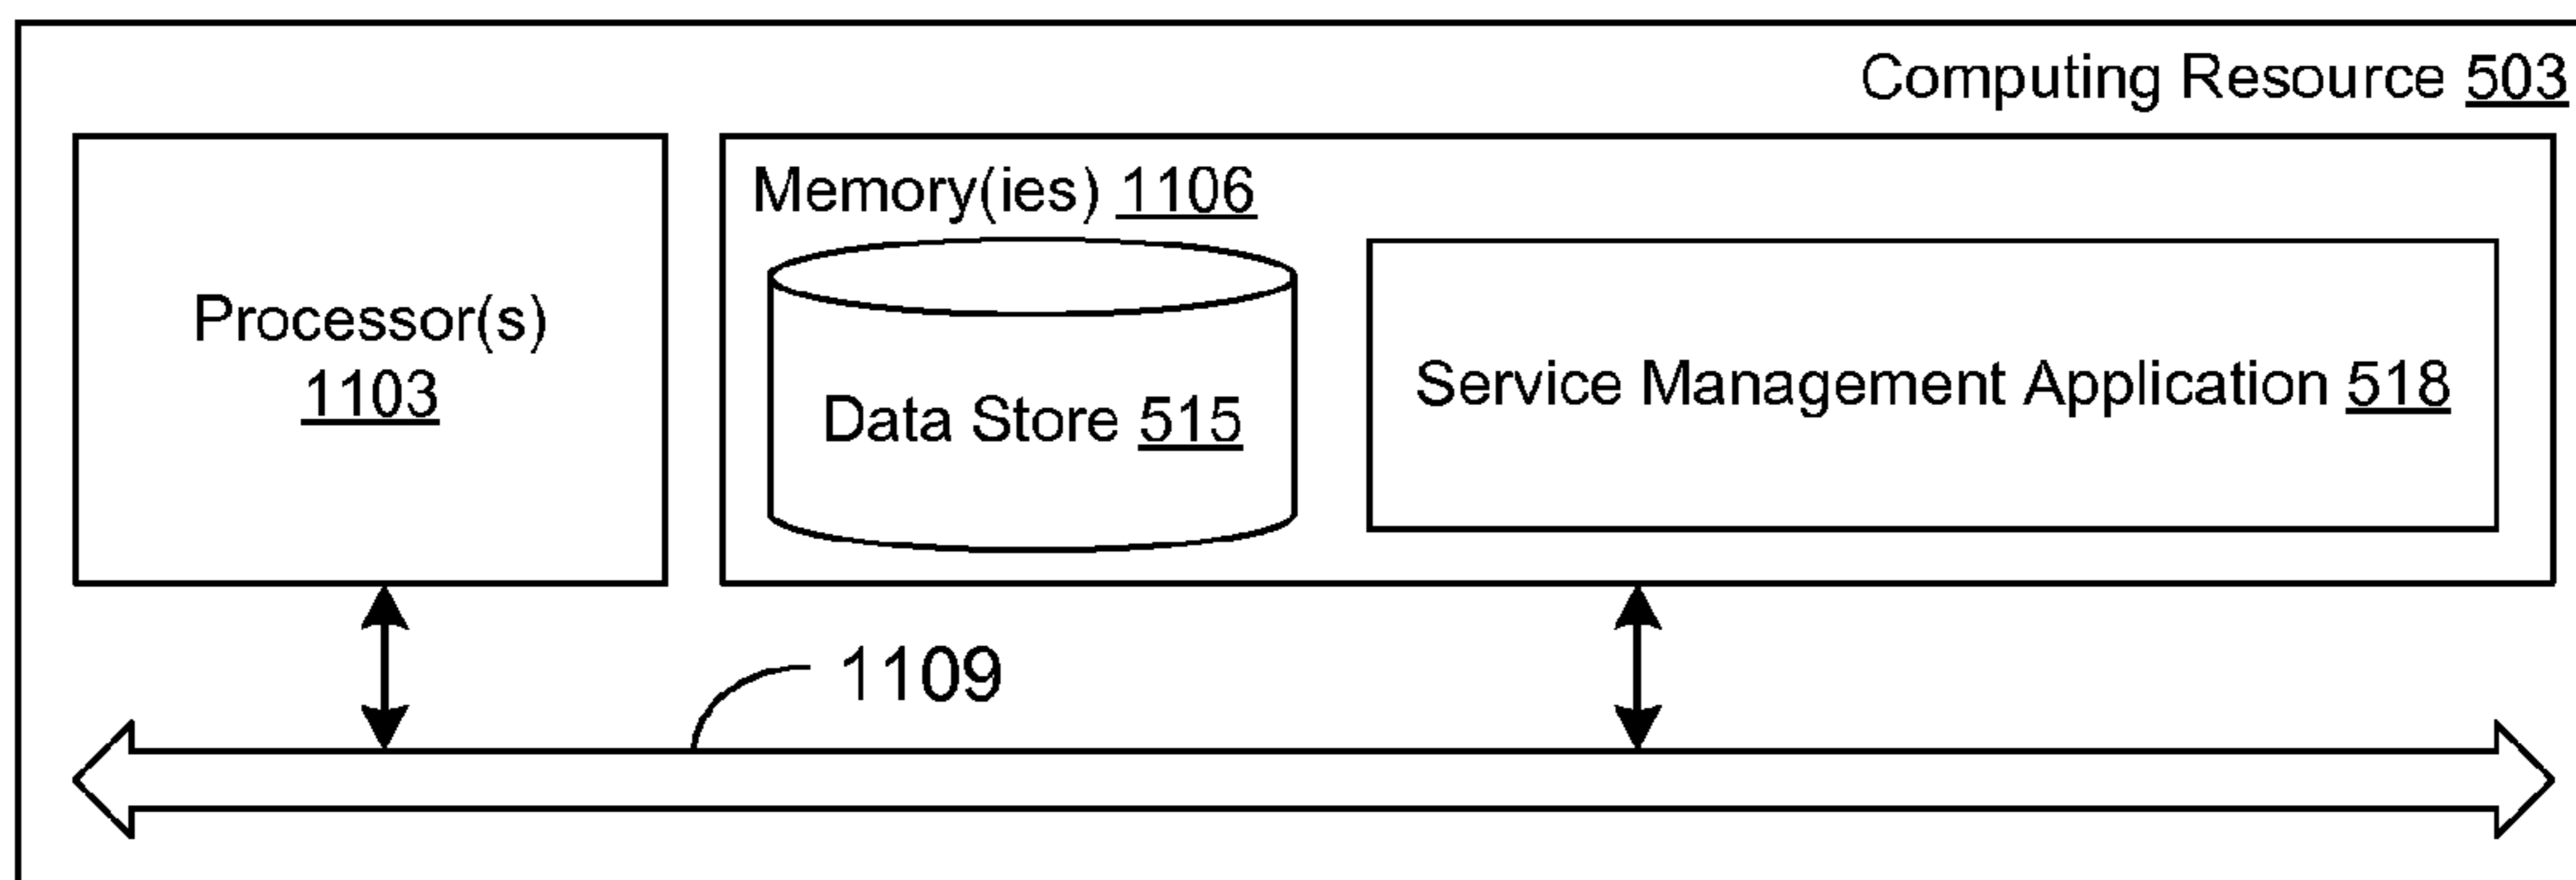 Computing Resource 503
Memory(ies) 1106
Processor(s)
1103
Data Store 515
Service Management Application 518
1109